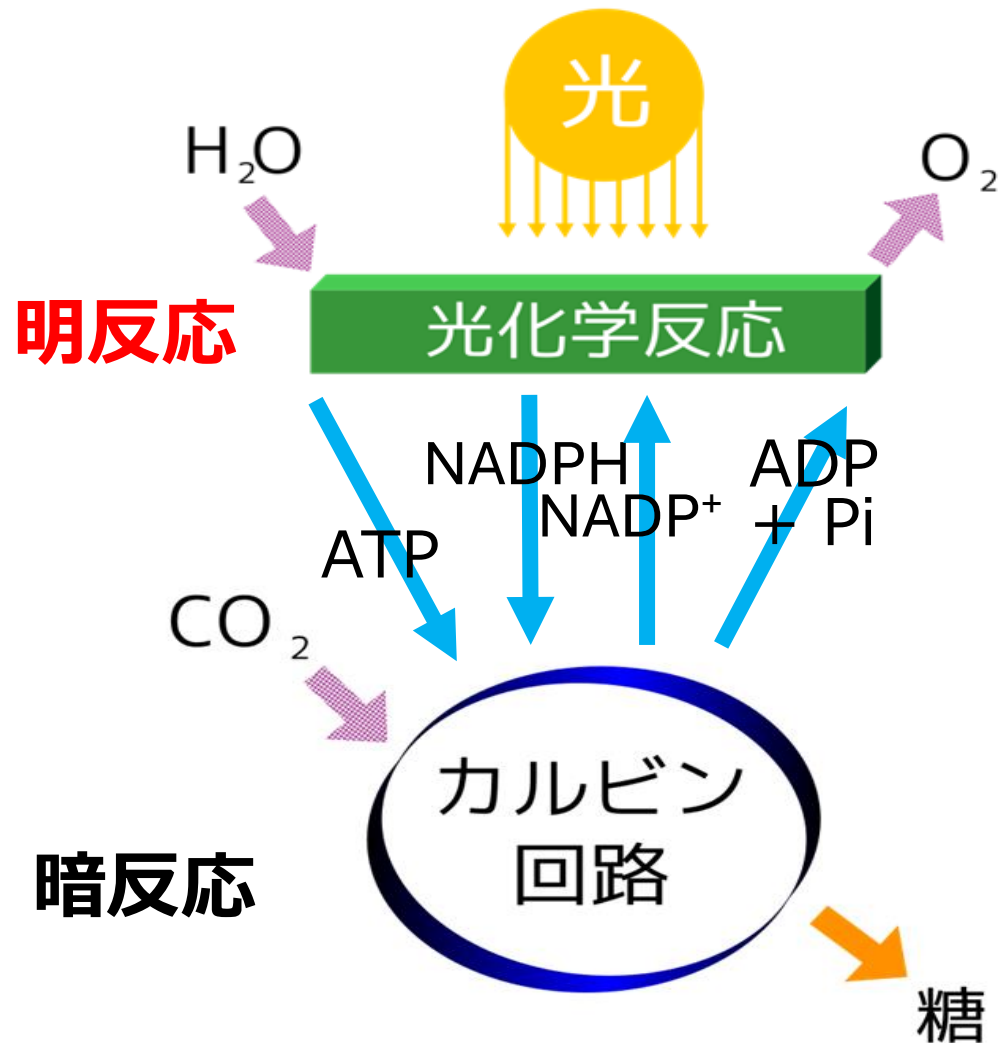 光
H₂O
O₂
明反応
光化学反応
NADPH
ADP
NADP⁺
+ Pi
ATP
CO₂
カルビン
回路
暗反応
糖